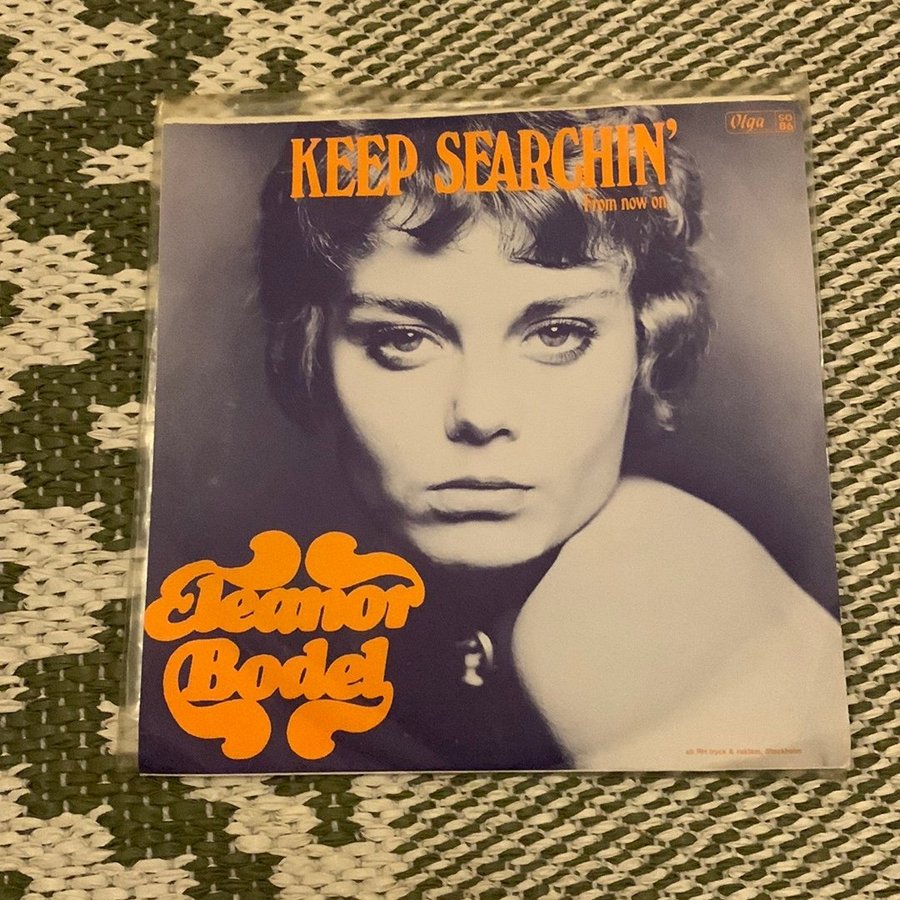 KEEP SEARCHIN'
From now on
Olga
SO
86
Eleanor
Bodel
ab RH tryck & reklam, Stockholm